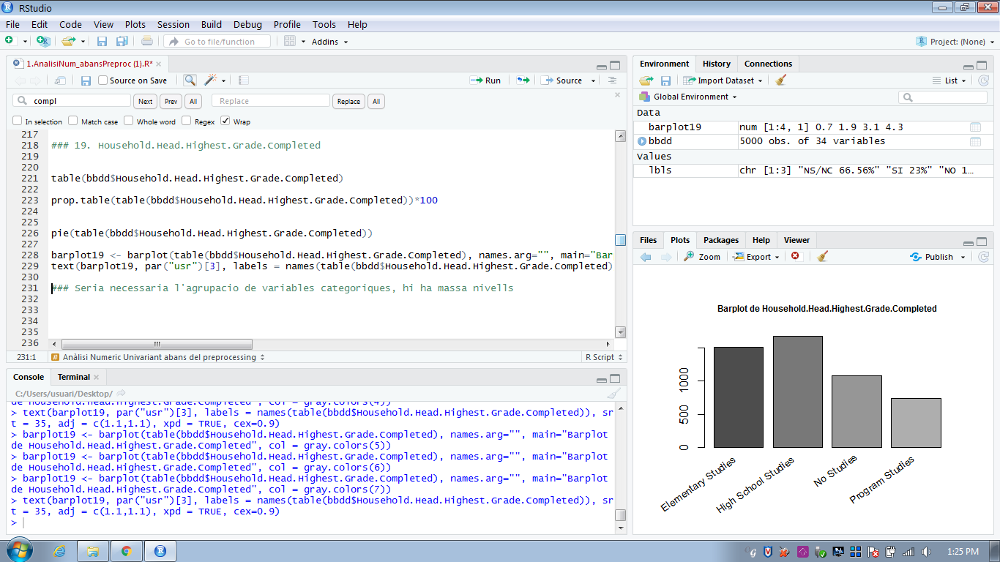 RStudio
File Edit Code View Plots Session Build Debug Profile Tools Help
Go to file/function Addins Project: (None)
1.AnalisiNum_abansPreproc (1).R*
Source on Save Run Source
compl Next Prev All Replace Replace All
In selection Match case Whole word Regex Wrap
217
218 ### 19. Household.Head.Highest.Grade.Completed
219
220
221 table(bbdd$Household.Head.Highest.Grade.Completed)
222
223 prop.table(table(bbdd$Household.Head.Highest.Grade.Completed))*100
224
225
226 pie(table(bbdd$Household.Head.Highest.Grade.Completed))
227
228 barplot19 <- barplot(table(bbdd$Household.Head.Highest.Grade.Completed), names.arg="", main="Bar
229 text(barplot19, par("usr")[3], labels = names(table(bbdd$Household.Head.Highest.Grade.Completed)
230
231 ### Seria necessaria l'agrupacio de variables categoriques, hi ha massa nivells
232
233
234
235
236
231:1 # Anàlisi Numeric Univariant abans del preprocessing R Script
Console Terminal
C:/Users/usuari/Desktop/
de Household.Head.Highest.Grade.Completed", col = gray.colors(4))
> text(barplot19, par("usr")[3], labels = names(table(bbdd$Household.Head.Highest.Grade.Completed)), sr
t = 35, adj = c(1.1,1.1), xpd = TRUE, cex=0.9)
> barplot19 <- barplot(table(bbdd$Household.Head.Highest.Grade.Completed), names.arg="", main="Barplot
de Household.Head.Highest.Grade.Completed", col = gray.colors(5))
> barplot19 <- barplot(table(bbdd$Household.Head.Highest.Grade.Completed), names.arg="", main="Barplot
de Household.Head.Highest.Grade.Completed", col = gray.colors(6))
> barplot19 <- barplot(table(bbdd$Household.Head.Highest.Grade.Completed), names.arg="", main="Barplot
de Household.Head.Highest.Grade.Completed", col = gray.colors(7))
> text(barplot19, par("usr")[3], labels = names(table(bbdd$Household.Head.Highest.Grade.Completed)), sr
t = 35, adj = c(1.1,1.1), xpd = TRUE, cex=0.9)
>
Environment History Connections
Import Dataset List
Global Environment
Data
barplot19 num [1:4, 1] 0.7 1.9 3.1 4.3
bbdd 5000 obs. of 34 variables
Values
lbls chr [1:3] "NS/NC 66.56%" "SI 23%" "NO 1…
Files Plots Packages Help Viewer
Zoom Export Publish
Barplot de Household.Head.Highest.Grade.Completed
1000
500
0
Elementary Studies
High School Studies
No Studies
Program Studies
1:25 PM